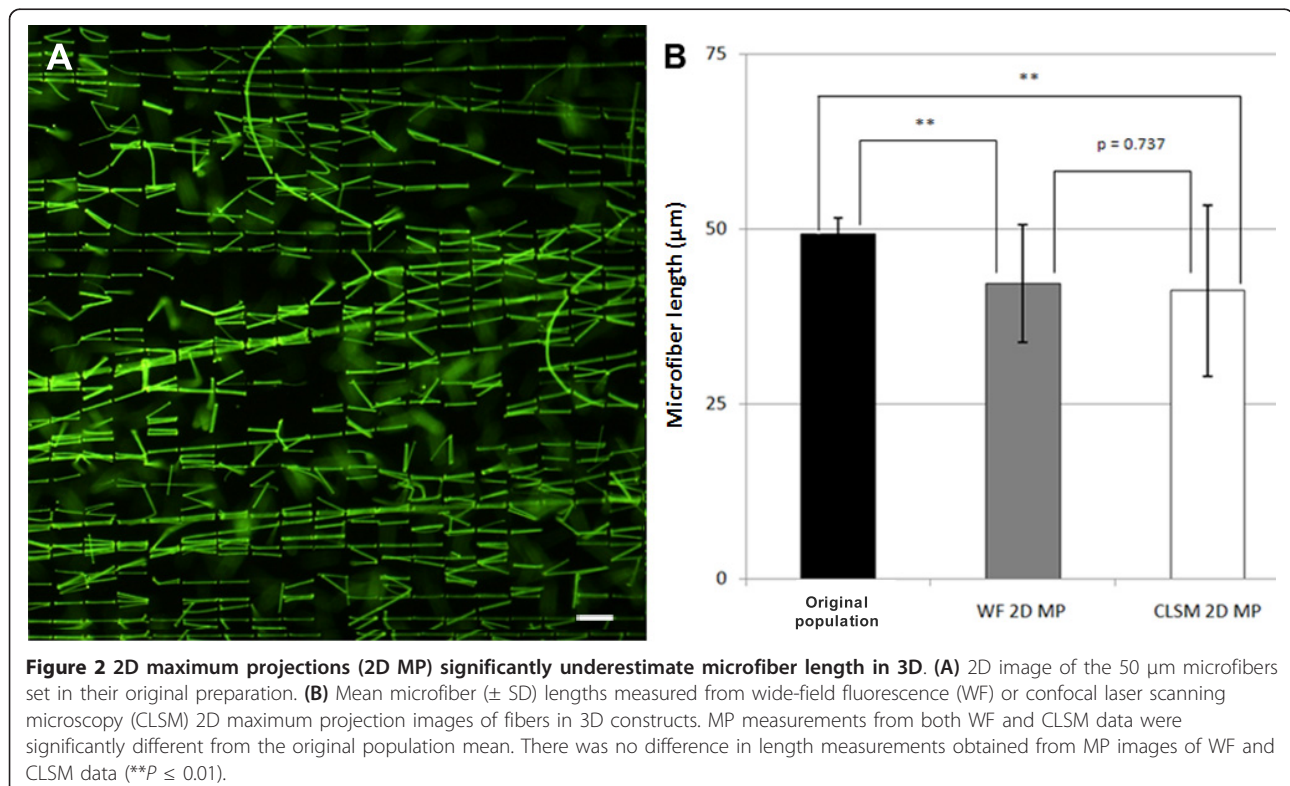 A
B
75
50
25
0
Microfiber length (µm)
**
**
p = 0.737
Original
population
WF 2D MP
CLSM 2D MP
Figure 2 2D maximum projections (2D MP) significantly underestimate microfiber length in 3D. (A) 2D image of the 50 µm microfibers
set in their original preparation. (B) Mean microfiber (± SD) lengths measured from wide-field fluorescence (WF) or confocal laser scanning
microscopy (CLSM) 2D maximum projection images of fibers in 3D constructs. MP measurements from both WF and CLSM data were
significantly different from the original population mean. There was no difference in length measurements obtained from MP images of WF and
CLSM data (**P ≤ 0.01).